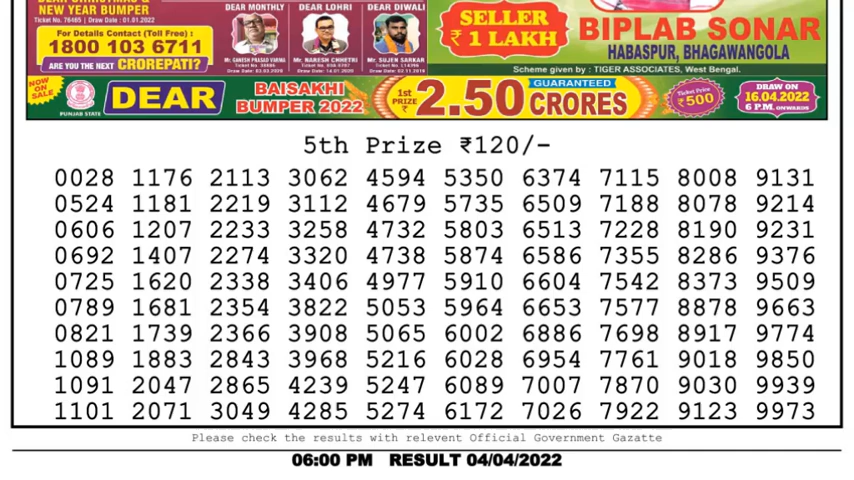 NEW YEAR BUMPER
Ticket No. 78465 | Draw Date : 01.01.2022
For Details Contact (Toll Free) :
1800 103 6711
ARE YOU THE NEXT CROREPATI?
DEAR MONTHLY
DEAR LOHRI
DEAR DIWALI
Mr. GANESH PRASAD VARMA
Mr. NARESH CHHETRI
Mr. SUJEN SARKAR
SELLER
₹ 1 LAKH
BIPLAB SONAR
HABASPUR, BHAGAWANGOLA
Scheme given by : TIGER ASSOCIATES, West Bengal.
NOW ON SALE
PUNJAB STATE
DEAR
BAISAKHI
BUMPER 2022
1st PRIZE
₹2.50 CRORES
GUARANTEED
Ticket Price
₹500
DRAW ON
16.04.2022
6 P.M. ONWARDS
5th Prize ₹120/-
0028 1176 2113 3062 4594 5350 6374 7115 8008 9131
0524 1181 2219 3112 4679 5735 6509 7188 8078 9214
0606 1207 2233 3258 4732 5803 6513 7228 8190 9231
0692 1407 2274 3320 4738 5874 6586 7355 8286 9376
0725 1620 2338 3406 4977 5910 6604 7542 8373 9509
0789 1681 2354 3822 5053 5964 6653 7577 8878 9663
0821 1739 2366 3908 5065 6002 6886 7698 8917 9774
1089 1883 2843 3968 5216 6028 6954 7761 9018 9850
1091 2047 2865 4239 5247 6089 7007 7870 9030 9939
1101 2071 3049 4285 5274 6172 7026 7922 9123 9973
Please check the results with relevent Official Government Gazatte
06:00 PM RESULT 04/04/2022